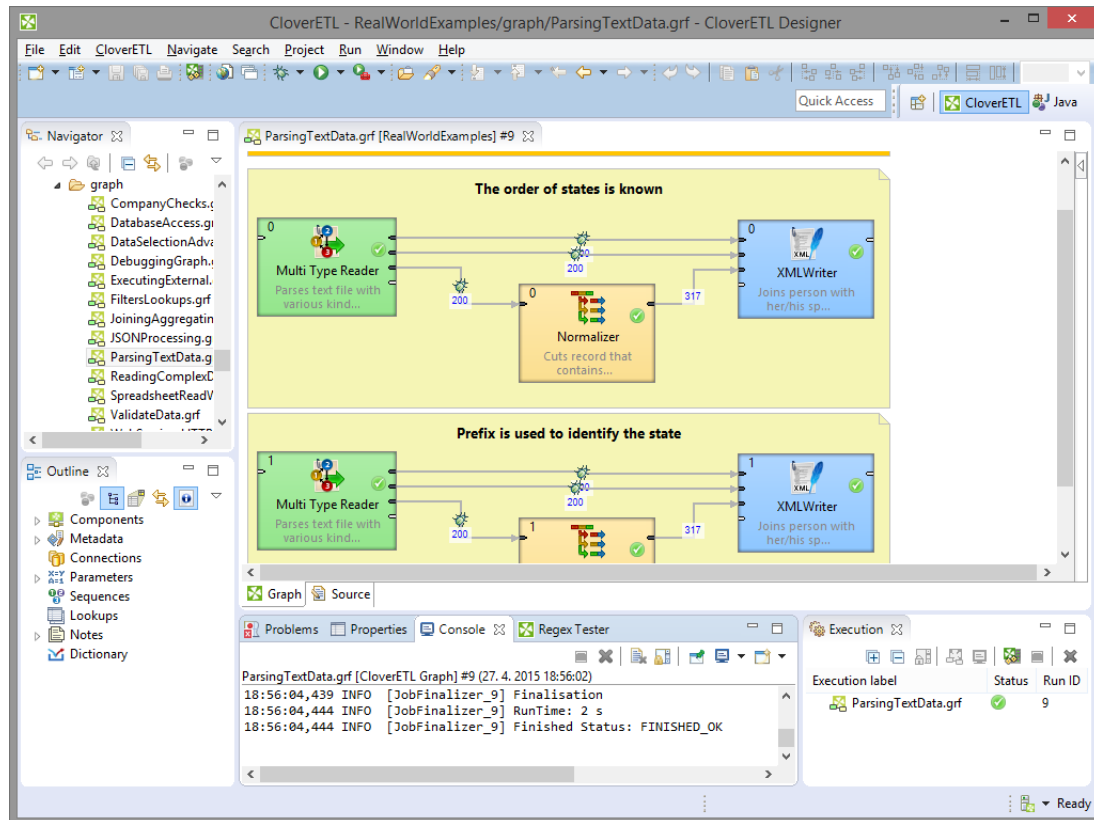 CloverETL - RealWorldExamples/graph/ParsingTextData.grf - CloverETL Designer
File Edit CloverETL Navigate Search Project Run Window Help
Quick Access
CloverETL
Java
Navigator
graph
CompanyChecks.g
DatabaseAccess.gr
DataSelectionAdva
DebuggingGraph.g
ExecutingExternal.
FiltersLookups.grf
JoiningAggregatin
JSONProcessing.g
ParsingTextData.g
ReadingComplexD
SpreadsheetReadV
ValidateData.grf
Outline
Components
Metadata
Connections
Parameters
Sequences
Lookups
Notes
Dictionary
ParsingTextData.grf [RealWorldExamples] #9
The order of states is known
0
Multi Type Reader
Parses text file with
various kind...
200
200
0
Normalizer
Cuts record that
contains...
317
0
XML
XMLWriter
Joins person with
her/his sp...
Prefix is used to identify the state
1
Multi Type Reader
Parses text file with
various kind...
200
200
1
317
1
XML
XMLWriter
Joins person with
her/his sp...
Graph Source
Problems Properties Console Regex Tester
ParsingTextData.grf [CloverETL Graph] #9 (27. 4. 2015 18:56:02)
18:56:04,439 INFO [JobFinalizer_9] Finalisation
18:56:04,444 INFO [JobFinalizer_9] RunTime: 2 s
18:56:04,444 INFO [JobFinalizer_9] Finished Status: FINISHED_OK
Execution
Execution label Status Run ID
ParsingTextData.grf 9
Ready